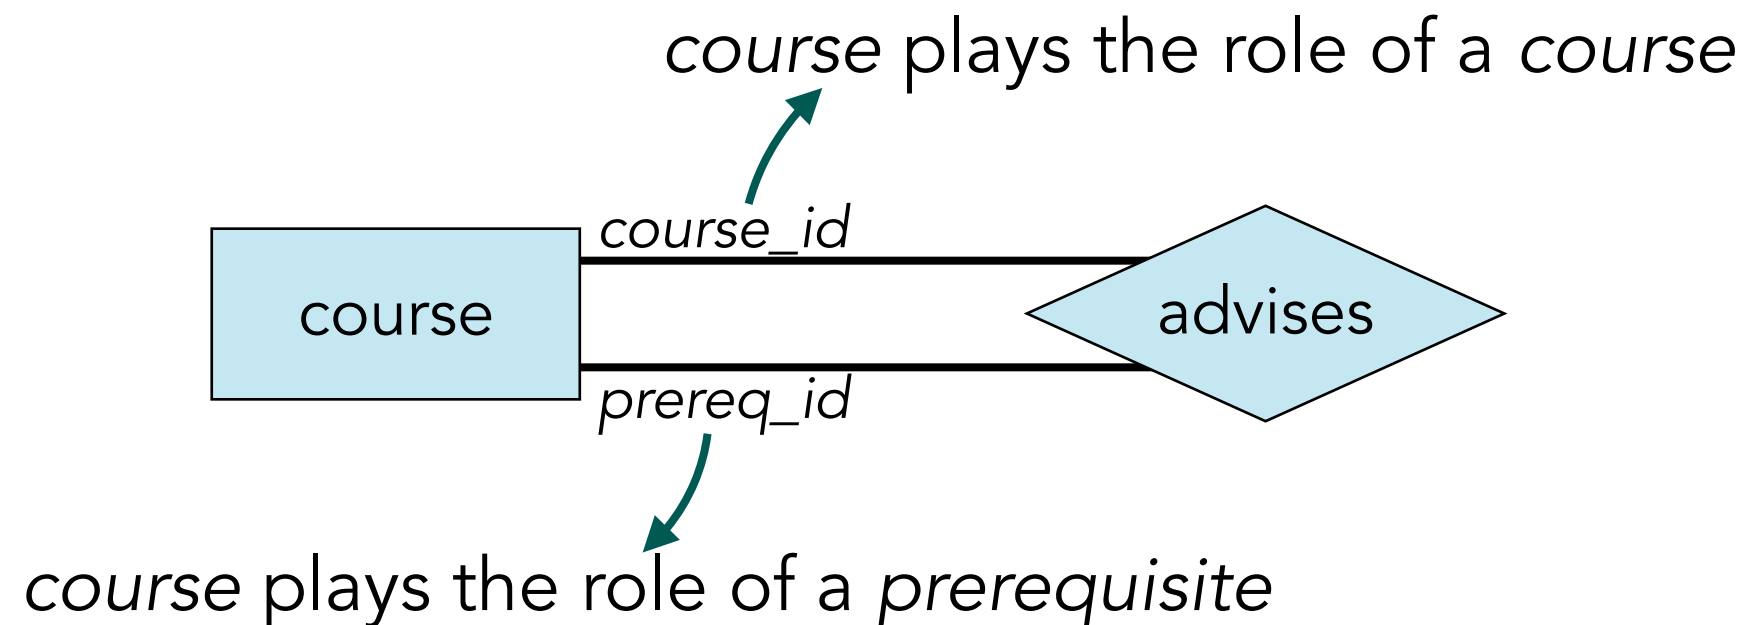 course plays the role of a course
course_id
course
advises
prereq_id
course plays the role of a prerequisite